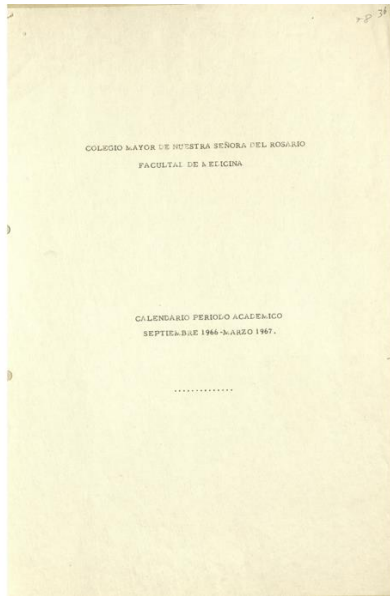 COLEGIO MAYOR DE NUESTRA SEÑORA DEL ROSARIO
FACULTAD DE MEDICINA
CALENDARIO PERIODO ACADEMICO
SEPTIEMBRE 1966 -MARZO 1967.
..............